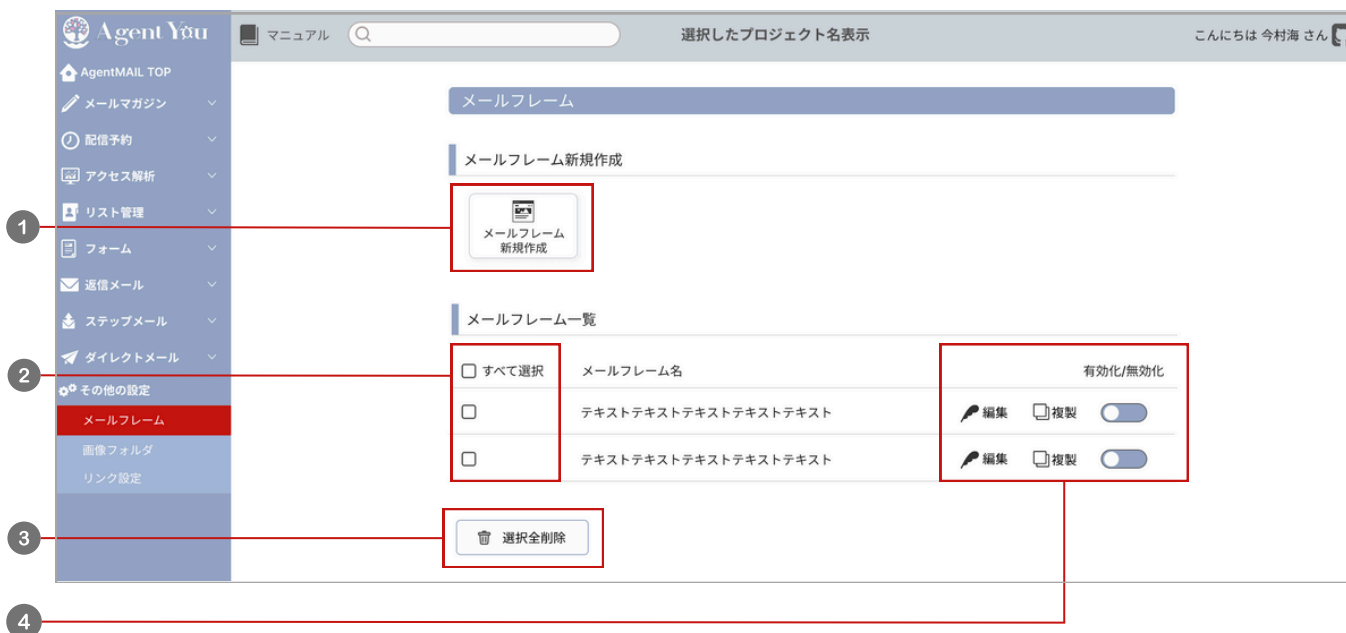 Agent You
マニュアル
選択したプロジェクト名表示
こんにちは 今村海 さん
AgentMAIL TOP
メールマガジン
配信予約
アクセス解析
リスト管理
フォーム
返信メール
ステップメール
ダイレクトメール
その他の設定
メールフレーム
画像フォルダ
リンク設定
メールフレーム
メールフレーム新規作成
1
メールフレーム
新規作成
メールフレーム一覧
2
すべて選択 メールフレーム名 有効化/無効化
テキストテキストテキストテキストテキスト 編集 複製
テキストテキストテキストテキストテキスト 編集 複製
3
選択全削除
4